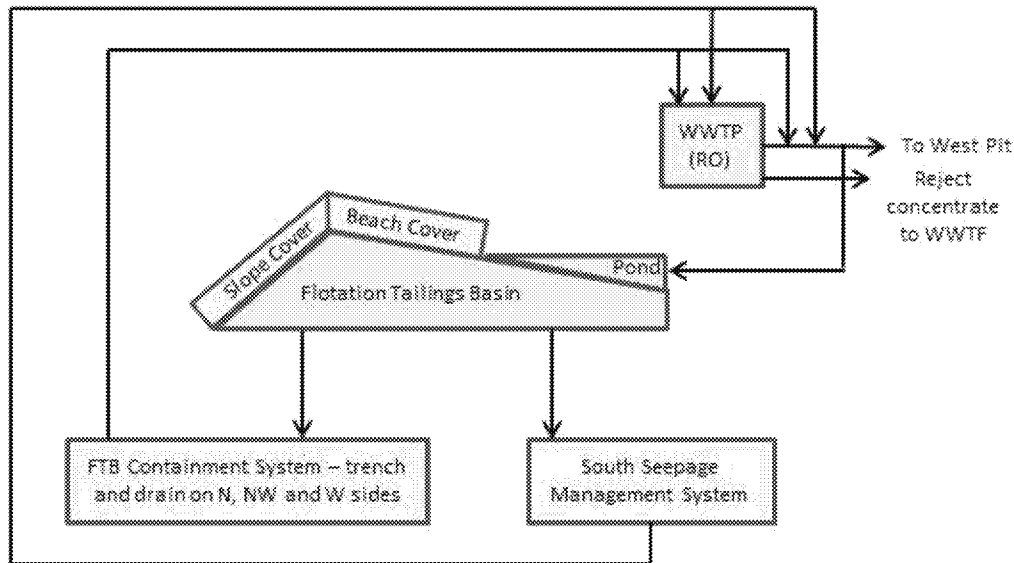 WWTP
(RO)
To West Pit
Reject
concentrate
to WWTF
Slope Cover
Beach Cover
Pond
Flotation Tailings Basin
FTB Containment System – trench
and drain on N, NW and W sides
South Seepage
Management System